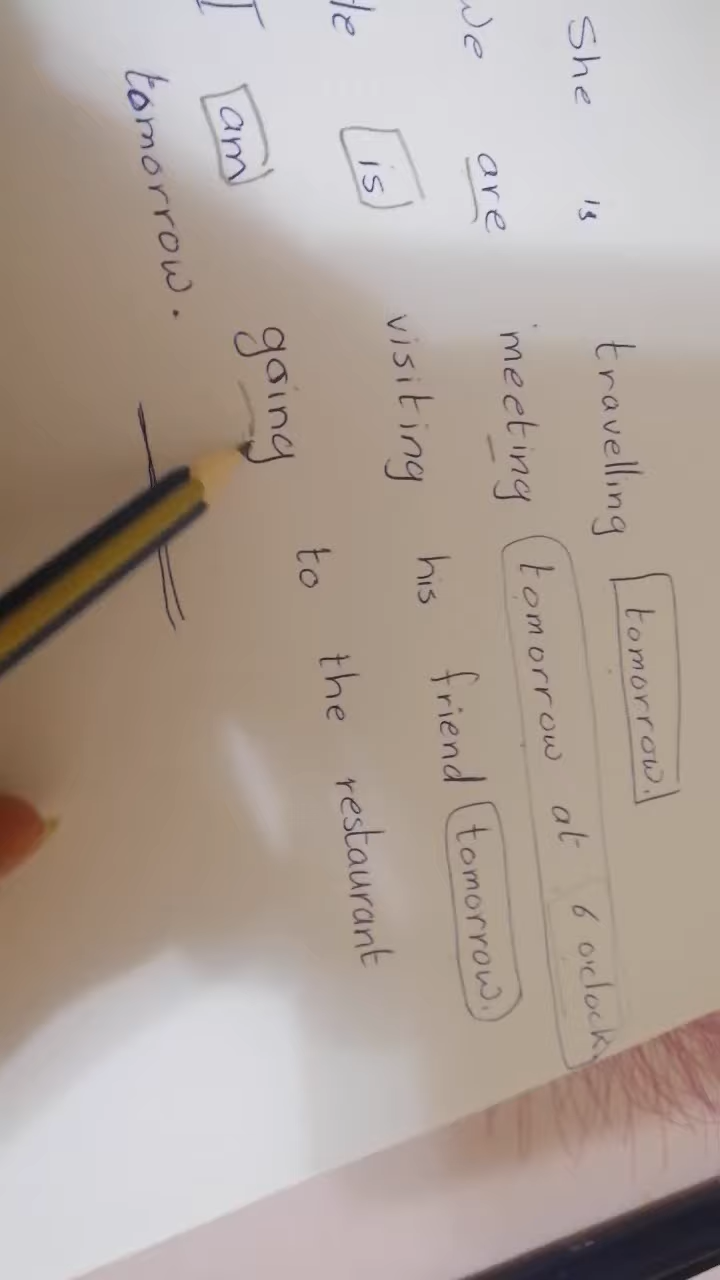 She is travelling tomorrow.
We are meeting tomorrow at 6 o'clock.
He is visiting his friend tomorrow.
I am going to the restaurant
tomorrow.